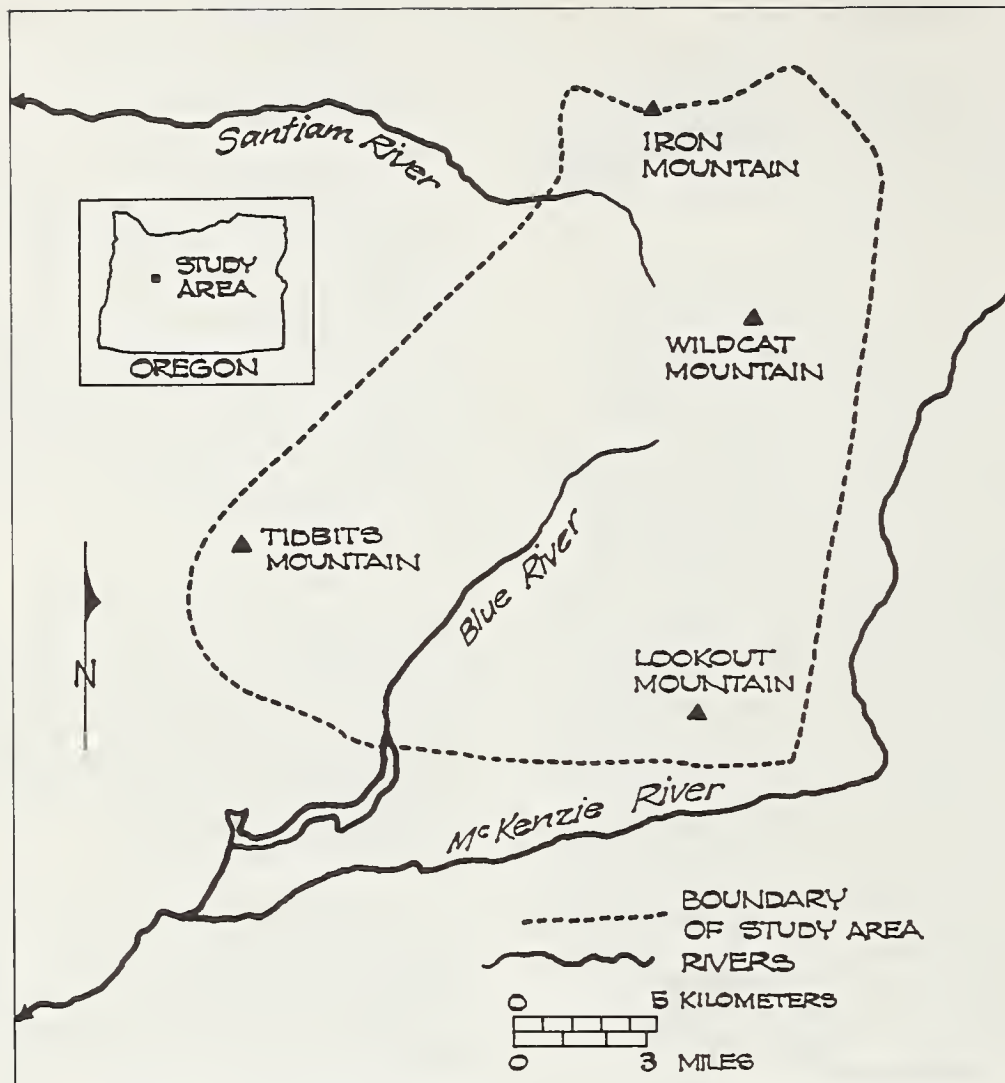 Santiam River
IRON
MOUNTAIN
STUDY
AREA
OREGON
WILDCAT
MOUNTAIN
TIDBITS
MOUNTAIN
Blue River
N
LOOKOUT
MOUNTAIN
McKenzie River
BOUNDARY
OF STUDY AREA
RIVERS
0 5 KILOMETERS
0 3 MILES